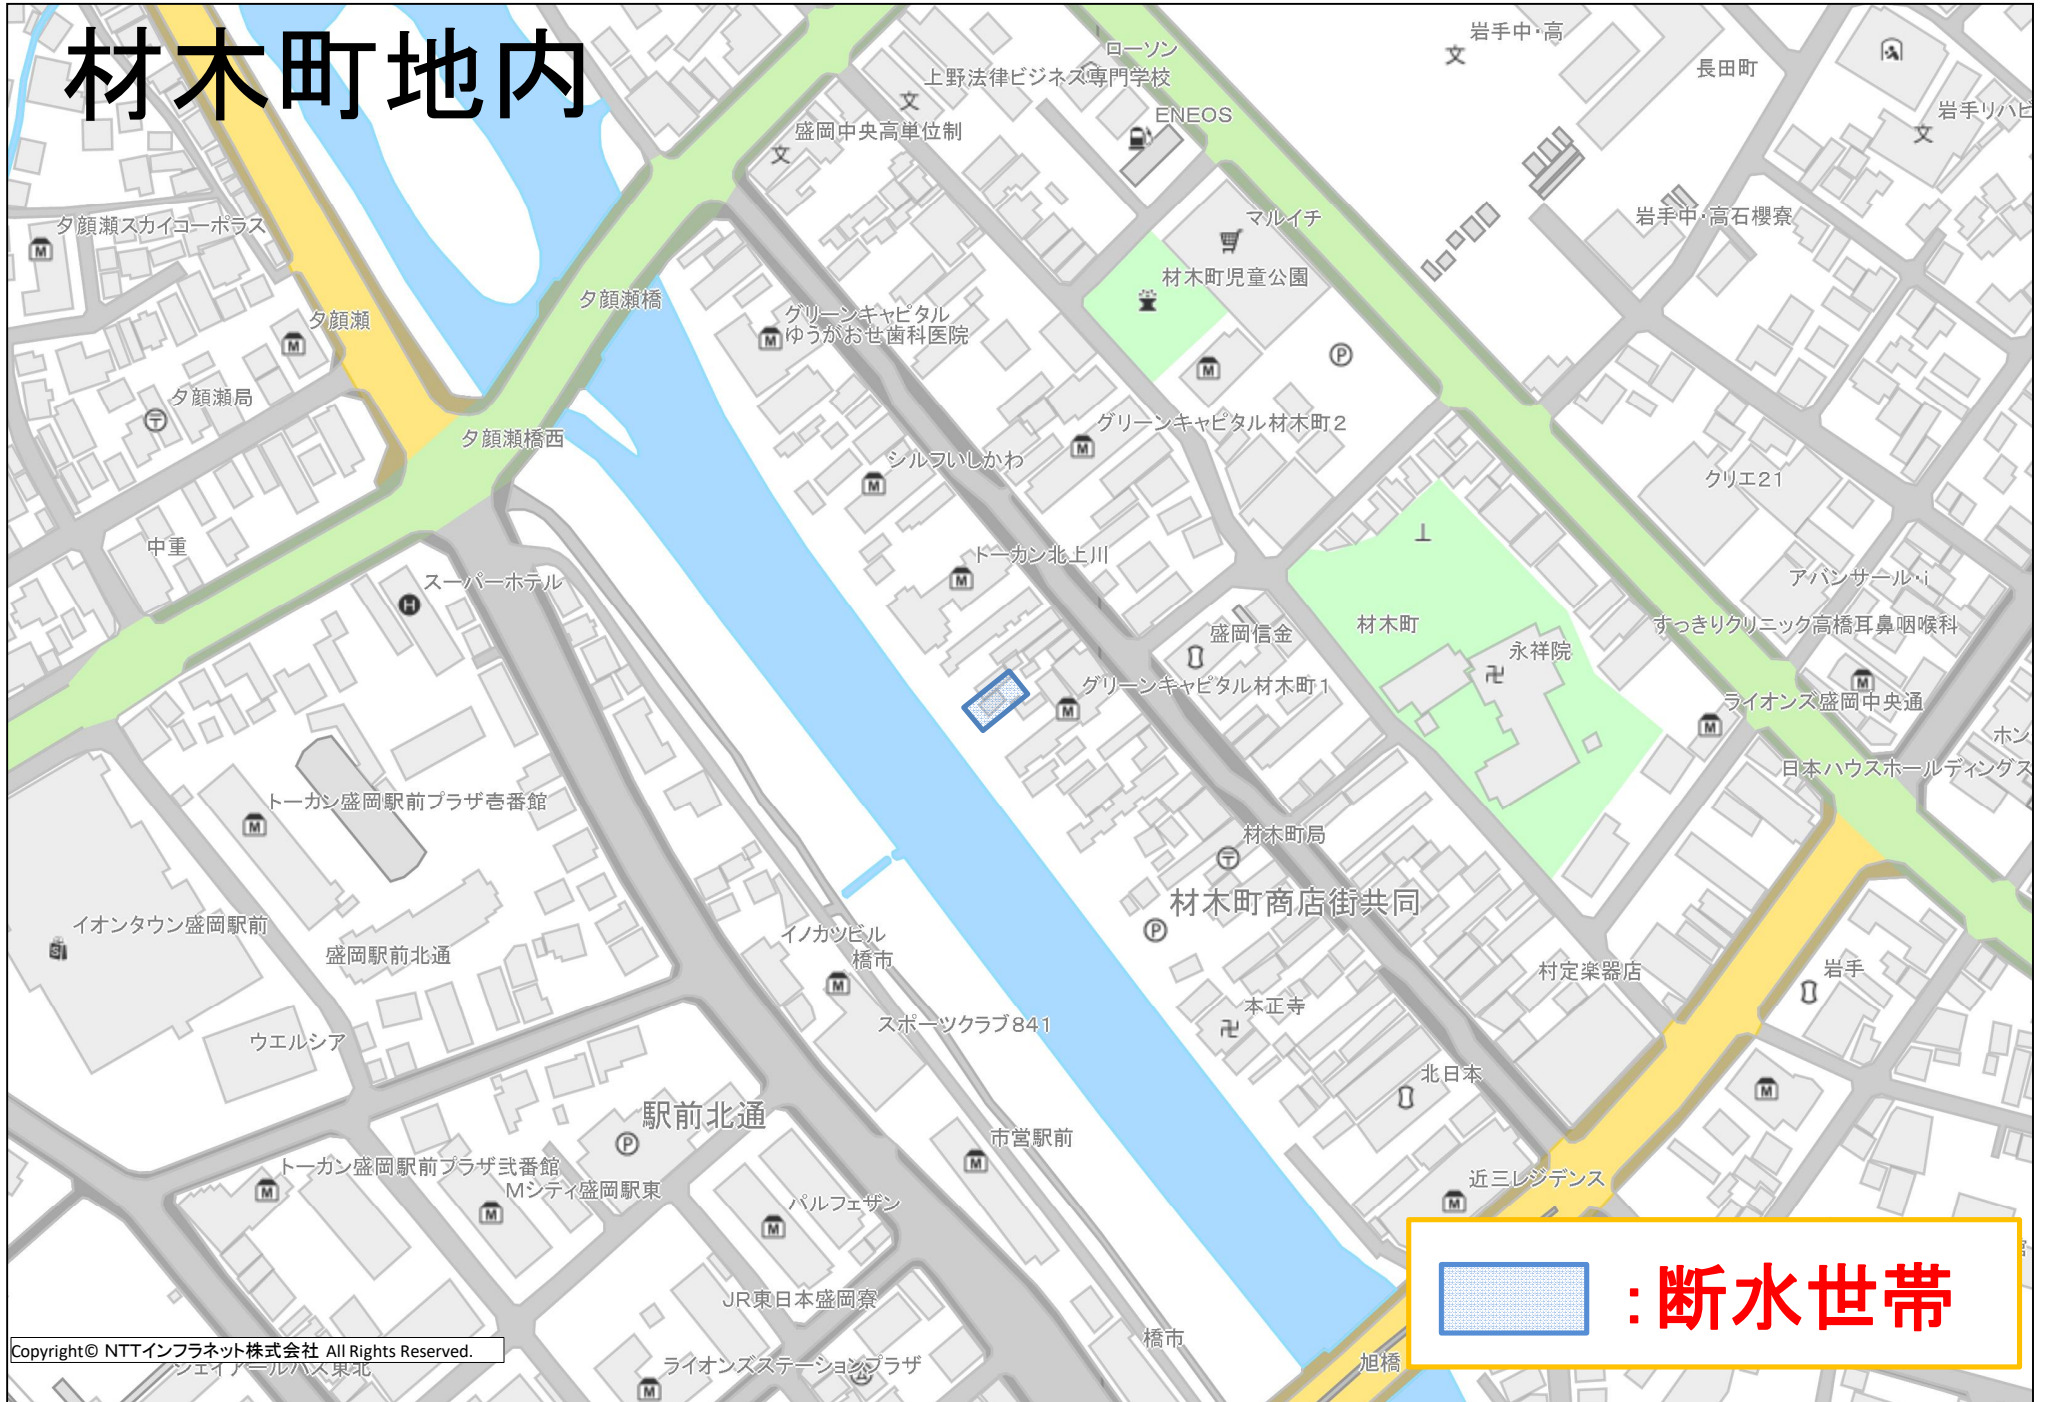 材木町地内
岩手中・高
ローソン
上野法律ビジネス専門学校
長田町
ENEOS
岩手リハビ
盛岡中央高単位制
夕顔瀬スカイコーポラス
マルイチ
岩手中・高石櫻寮
材木町児童公園
夕顔瀬橋
夕顔瀬
グリーンキャピタル
ゆうがおせ歯科医院
夕顔瀬局
グリーンキャピタル材木町2
夕顔瀬橋西
シルフいしかわ
クリエ21
中重
トーカン北上川
スーパーホテル
アバンサール・i
材木町
盛岡信金
すっきりクリニック高橋耳鼻咽喉科
永祥院
グリーンキャピタル材木町1
ライオンズ盛岡中央通
ホン
日本ハウスホールディングス
トーカン盛岡駅前プラザ壱番館
材木町局
材木町商店街共同
イオンタウン盛岡駅前
イノカツビル
盛岡駅前北通
橋市
村定楽器店
岩手
本正寺
スポーツクラブ841
ウエルシア
北日本
駅前北通
市営駅前
トーカン盛岡駅前プラザ弐番館
Mシティ盛岡駅東
近三レジデンス
パルフェザン
JR東日本盛岡寮
:断水世帯
橋市
旭橋
Copyright© NTTインフラネット株式会社 All Rights Reserved.
ジェイアールバス東北
ライオンズステーションプラザ